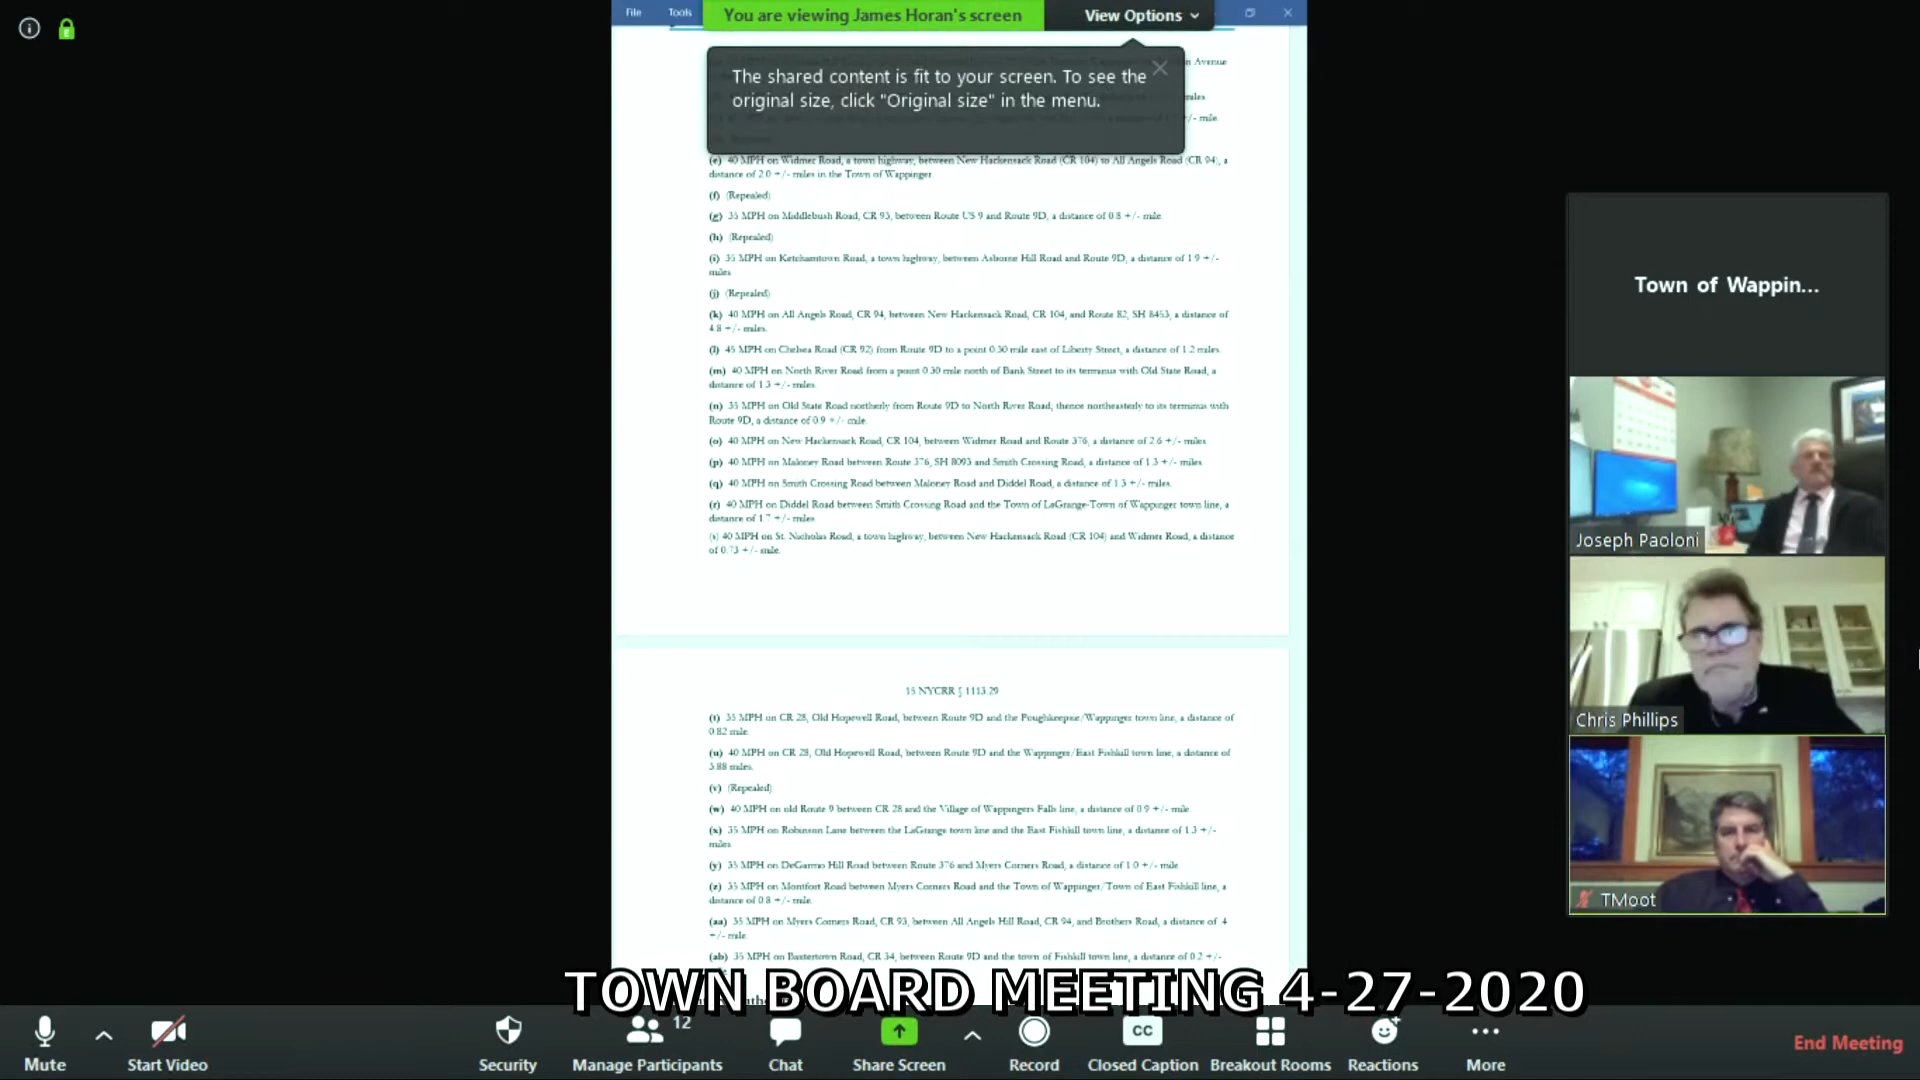 File Tools You are viewing James Horan's screen View Options
The shared content is fit to your screen. To see the
original size, click "Original size" in the menu.
n Avenue
miles.
+/- mile.
(e) 40 MPH on Widmer Road, a town highway, between New Hackensack Road (CR 104) to All Angels Road (CR 94), a
distance of 2.0 +/- miles in the Town of Wappinger.
(f) (Repealed)
(g) 35 MPH on Middlebush Road, CR 93, between Route US 9 and Route 9D, a distance of 0.8 +/- mile.
(h) (Repealed)
(i) 35 MPH on Ketchamtown Road, a town highway, between Osborne Hill Road and Route 9D, a distance of 1.9 +/-
miles
(j) (Repealed)
(k) 40 MPH on All Angels Road, CR 94, between New Hackensack Road, CR 104, and Route 82, SH 8463, a distance of
4.8 +/- miles.
(l) 45 MPH on Chelsea Road (CR 92) from Route 9D to a point 0.30 mile east of Liberty Street, a distance of 1.2 miles.
(m) 40 MPH on North River Road from a point 0.30 mile north of Bank Street to its terminus with Old State Road, a
distance of 1.3 +/- miles.
(n) 35 MPH on Old State Road northerly from Route 9D to North River Road, thence northeasterly to its terminus with
Route 9D, a distance of 0.9 +/- mile.
(o) 40 MPH on New Hackensack Road, CR 104, between Widmer Road and Route 376, a distance of 2.6 +/- miles
(p) 40 MPH on Maloney Road between Route 376, SH 8093 and Smith Crossing Road, a distance of 1.3 +/- miles
(q) 40 MPH on Smith Crossing Road between Maloney Road and Diddel Road, a distance of 1.3 +/- miles.
(r) 40 MPH on Diddel Road between Smith Crossing Road and the Town of LaGrange-Town of Wappinger town line, a
distance of 1.7 +/- miles
(s) 40 MPH on St. Nicholas Road, a town highway, between New Hackensack Road (CR 104) and Widmer Road, a distance
of 0.73 +/- mile.
15 NYCRR § 1113.29
(t) 35 MPH on CR 28, Old Hopewell Road, between Route 9D and the Poughkeepsie/Wappinger town line, a distance of
0.82 mile.
(u) 40 MPH on CR 28, Old Hopewell Road, between Route 9D and the Wappinger/East Fishkill town line, a distance of
3.88 miles.
(v) (Repealed)
(w) 40 MPH on old Route 9 between CR 28 and the Village of Wappingers Falls line, a distance of 0.9 +/- mile
(x) 35 MPH on Robinson Lane between the LaGrange town line and the East Fishkill town line, a distance of 1.3 +/-
miles
(y) 35 MPH on DeGarmo Hill Road between Route 376 and Myers Corners Road, a distance of 1.0 +/- mile.
(z) 35 MPH on Montfort Road between Myers Corners Road and the Town of Wappinger/Town of East Fishkill line, a
distance of 0.8 +/- mile.
(aa) 35 MPH on Myers Corners Road, CR 93, between All Angels Hill Road, CR 94, and Brothers Road, a distance of .4
+/- mile.
(ab) 35 MPH on Baxtertown Road, CR 34, between Route 9D and the town of Fishkill town line, a distance of 0.2 +/-
Town of Wappin...
Joseph Paoloni
Chris Phillips
TMoot
TOWN BOARD MEETING 4-27-2020
Mute Start Video Security Manage Participants 12 Chat Share Screen Record CC Closed Caption Breakout Rooms Reactions More End Meeting